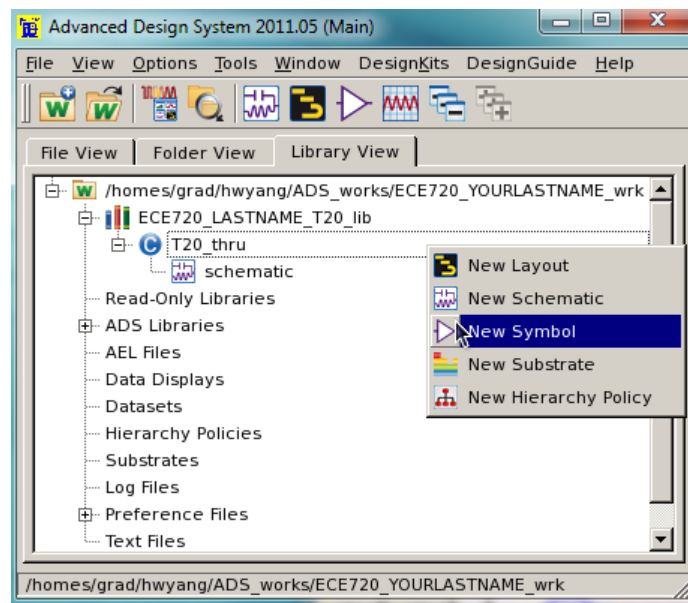 Advanced Design System 2011.05 (Main)
File View Options Tools Window DesignKits DesignGuide Help
File View Folder View Library View
/homes/grad/hwyang/ADS_works/ECE720_YOURLASTNAME_wrk
ECE720_LASTNAME_T20_lib
T20_thru
schematic
Read-Only Libraries
ADS Libraries
AEL Files
Data Displays
Datasets
Hierarchy Policies
Substrates
Log Files
Preference Files
Text Files
New Layout
New Schematic
New Symbol
New Substrate
New Hierarchy Policy
/homes/grad/hwyang/ADS_works/ECE720_YOURLASTNAME_wrk